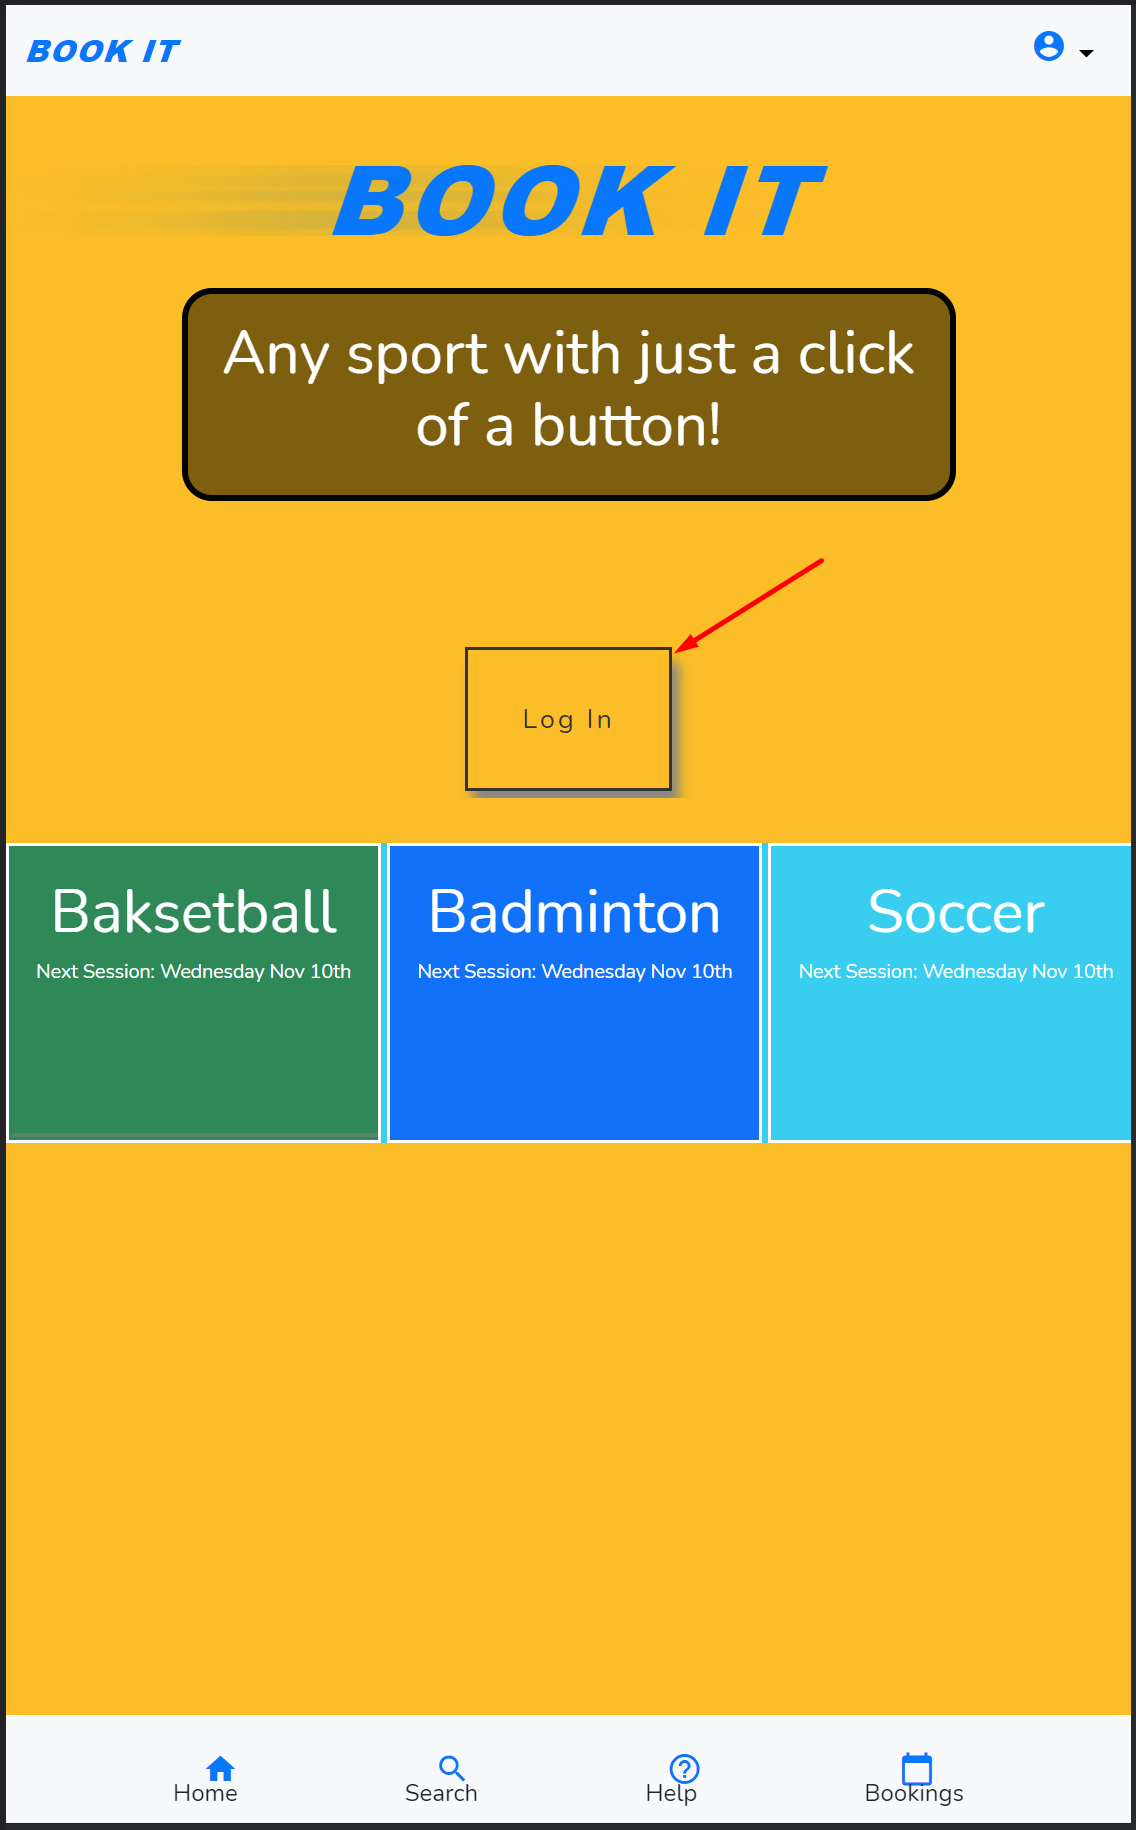 BOOK IT
BOOK IT
Any sport with just a click
of a button!
Log In
Baksetball
Next Session: Wednesday Nov 10th
Badminton
Next Session: Wednesday Nov 10th
Soccer
Next Session: Wednesday Nov 10th
Home
Search
Help
Bookings